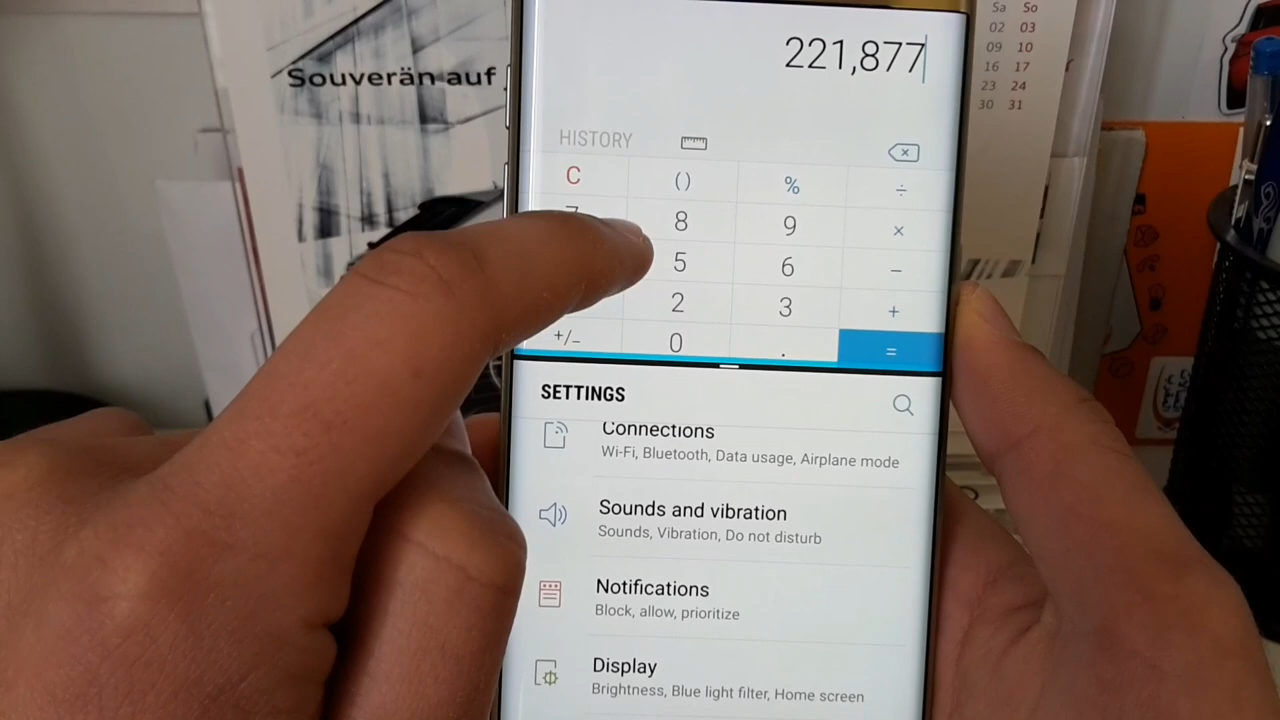 Souverän auf
Sa So
02 03
09 10
16 17
23 24
30 31
221,877
HISTORY
C () % ÷
7 8 9 ×
5 6 −
2 3 +
+/− 0 . =
SETTINGS
Connections
Wi-Fi, Bluetooth, Data usage, Airplane mode
Sounds and vibration
Sounds, Vibration, Do not disturb
Notifications
Block, allow, prioritize
Display
Brightness, Blue light filter, Home screen